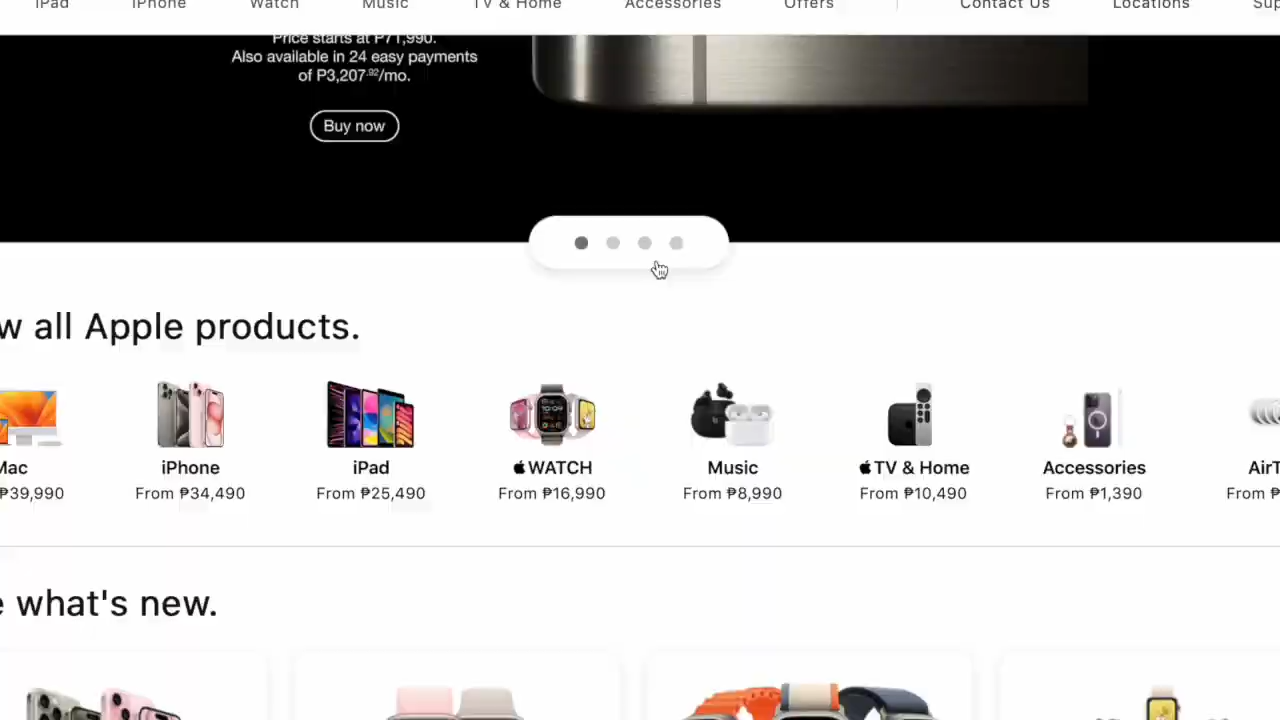 iPad iPhone Watch Music TV & Home Accessories Offers Contact Us Locations Sup
Price starts at ₱71,990.
Also available in 24 easy payments
of P3,207.92/mo.
Buy now
w all Apple products.
Mac iPhone iPad WATCH Music TV & Home Accessories AirT
₱39,990 From ₱34,490 From ₱25,490 From ₱16,990 From ₱8,990 From ₱10,490 From ₱1,390 From ₱
e what's new.